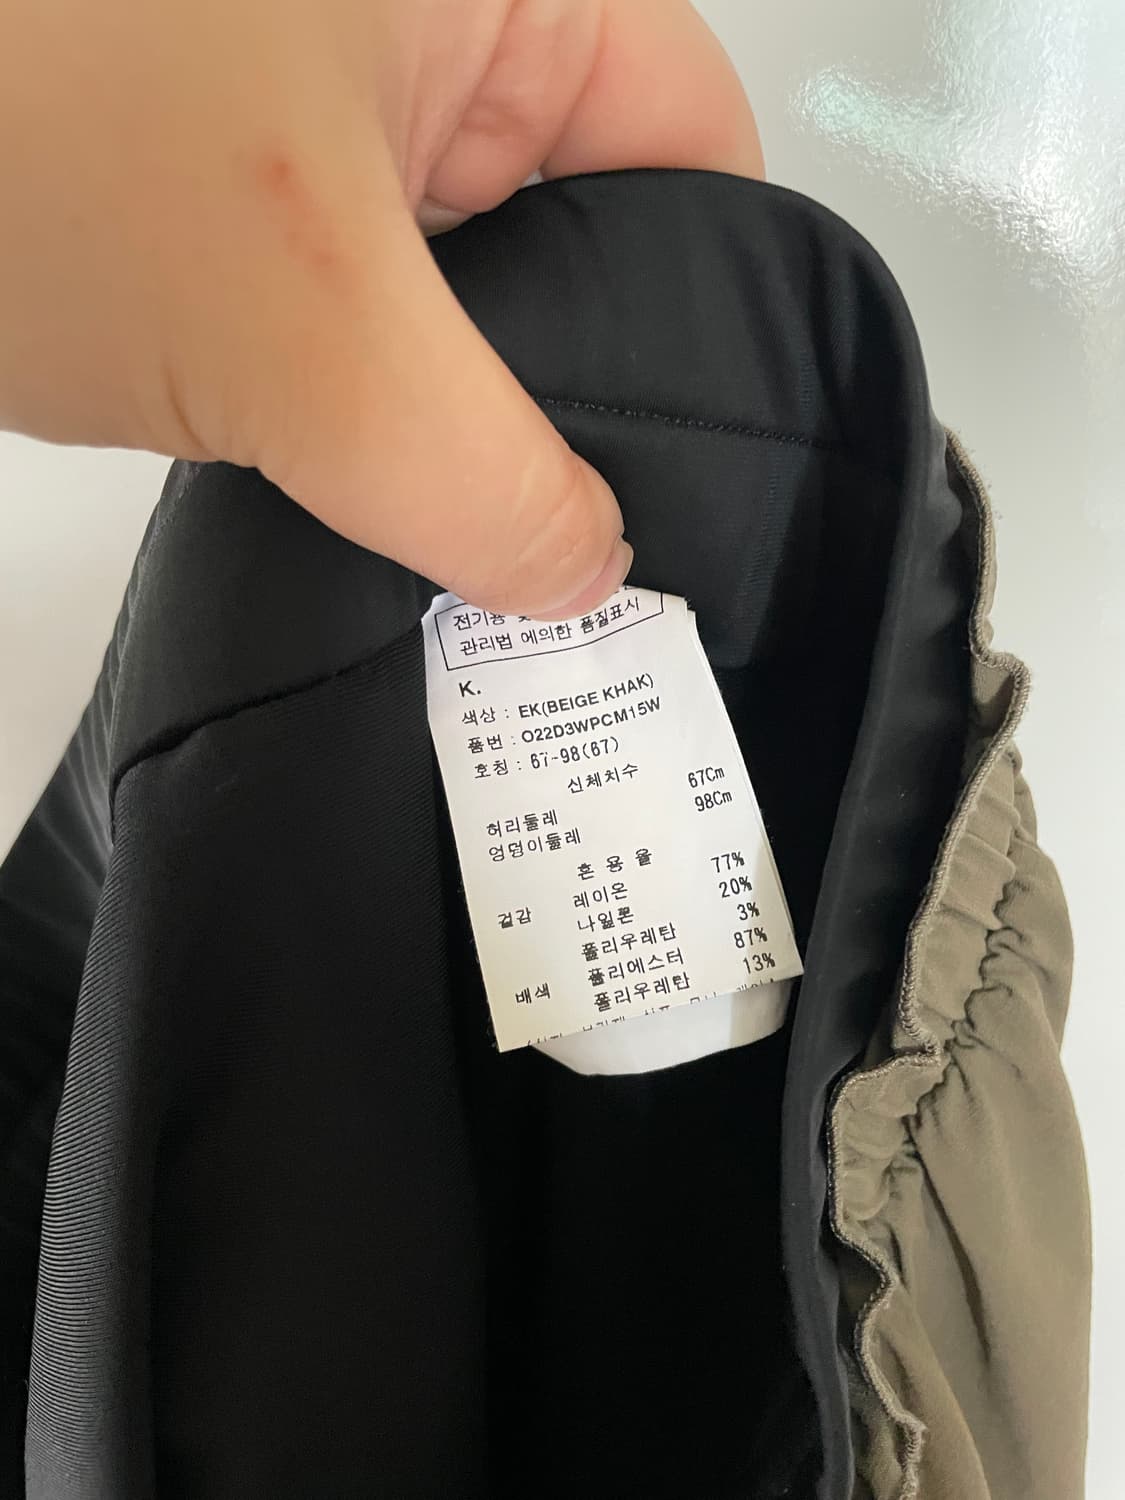 전기용
관리법 에의한 품질표시
K.
색상 : EK(BEIGE KHAK)
품번 : O22D3WPCM15W
호칭 : 67-98(67)
신체치수
허리둘레 67Cm
엉덩이둘레 98Cm
혼 용 율
겉감 레이온 77%
나일론 20%
폴리우레탄 3%
배색 폴리에스터 87%
폴리우레탄 13%